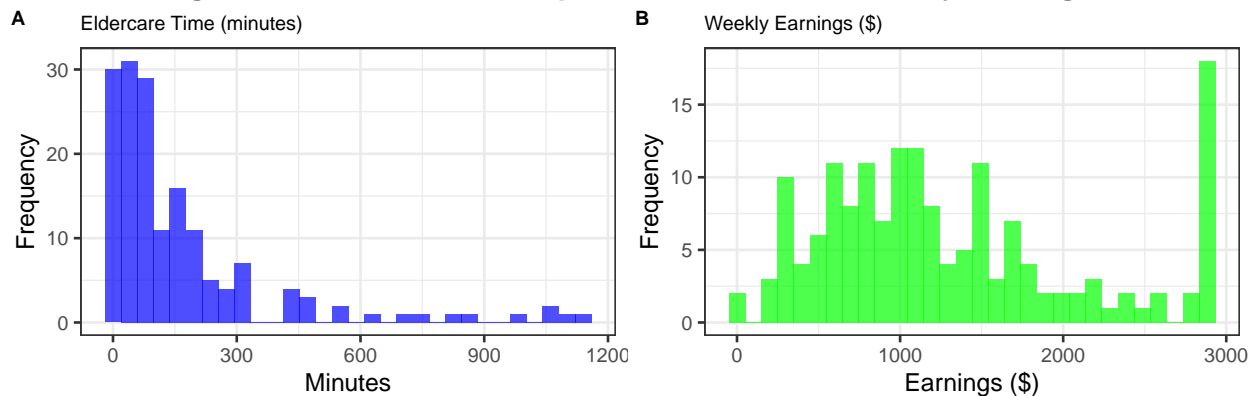 A
Eldercare Time (minutes)
Frequency
30
20
10
0
0 300 600 900 1200
Minutes
B
Weekly Earnings ($)
Frequency
15
10
5
0
0 1000 2000 3000
Earnings ($)